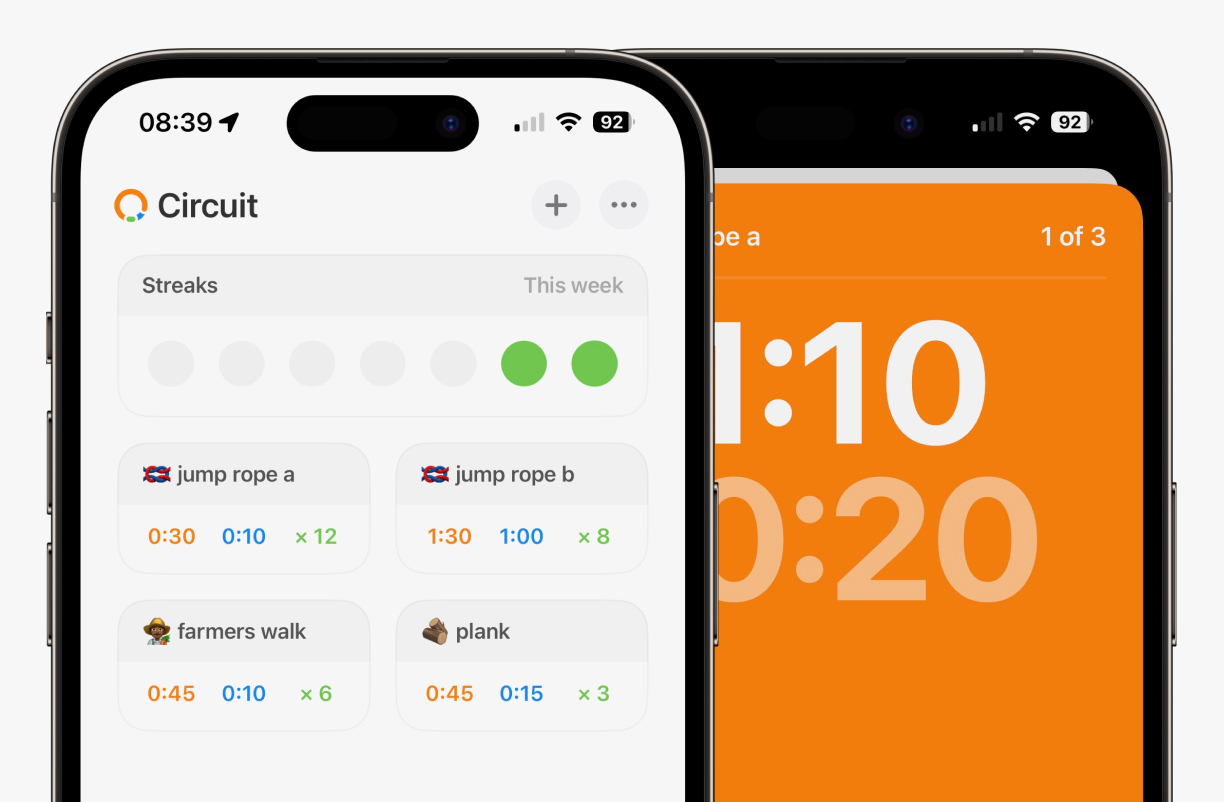 08:39
92
Circuit
Streaks
This week
jump rope a
0:30 0:10 × 12
jump rope b
1:30 1:00 × 8
farmers walk
0:45 0:10 × 6
plank
0:45 0:15 × 3
92
pe a
1 of 3
1:10
0:20